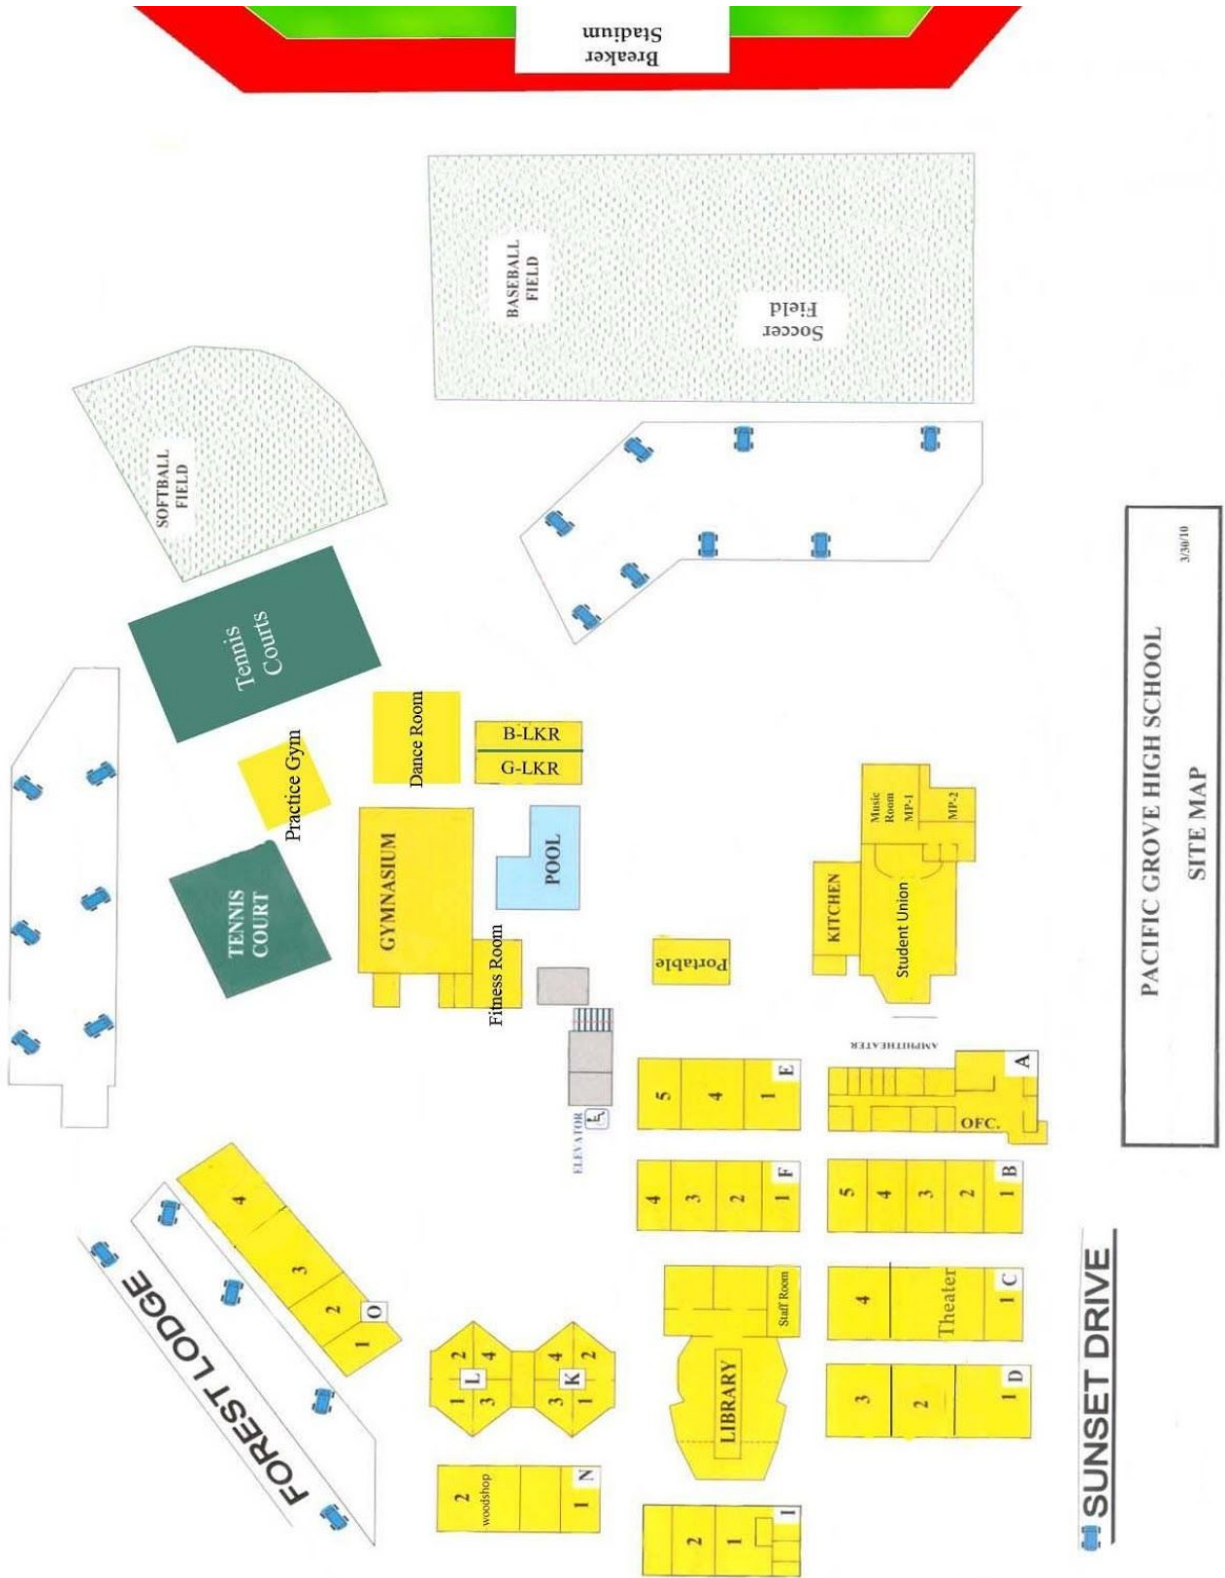 Breaker
Stadium
BASEBALL
FIELD
Soccer
Field
SOFTBALL
FIELD
Tennis
Courts
Practice Gym
Dance Room
B-LKR
G-LKR
TENNIS
COURT
GYMNASIUM
POOL
Fitness Room
Portable
KITCHEN
Music
Room
MP-1
MP-2
Student Union
AMPHITHEATER
ELEVATOR
5
4
1
E
OFC.
A
4
3
2
1
F
5
4
3
2
1
B
4
3
2
1
O
FOREST LODGE
Staff Room
LIBRARY
4
Theater
1
C
3
2
1
D
2
4
L
1
3
4
2
K
3
1
2
woodshop
1
N
2
1
I
SUNSET DRIVE
PACIFIC GROVE HIGH SCHOOL
3/30/10
SITE MAP